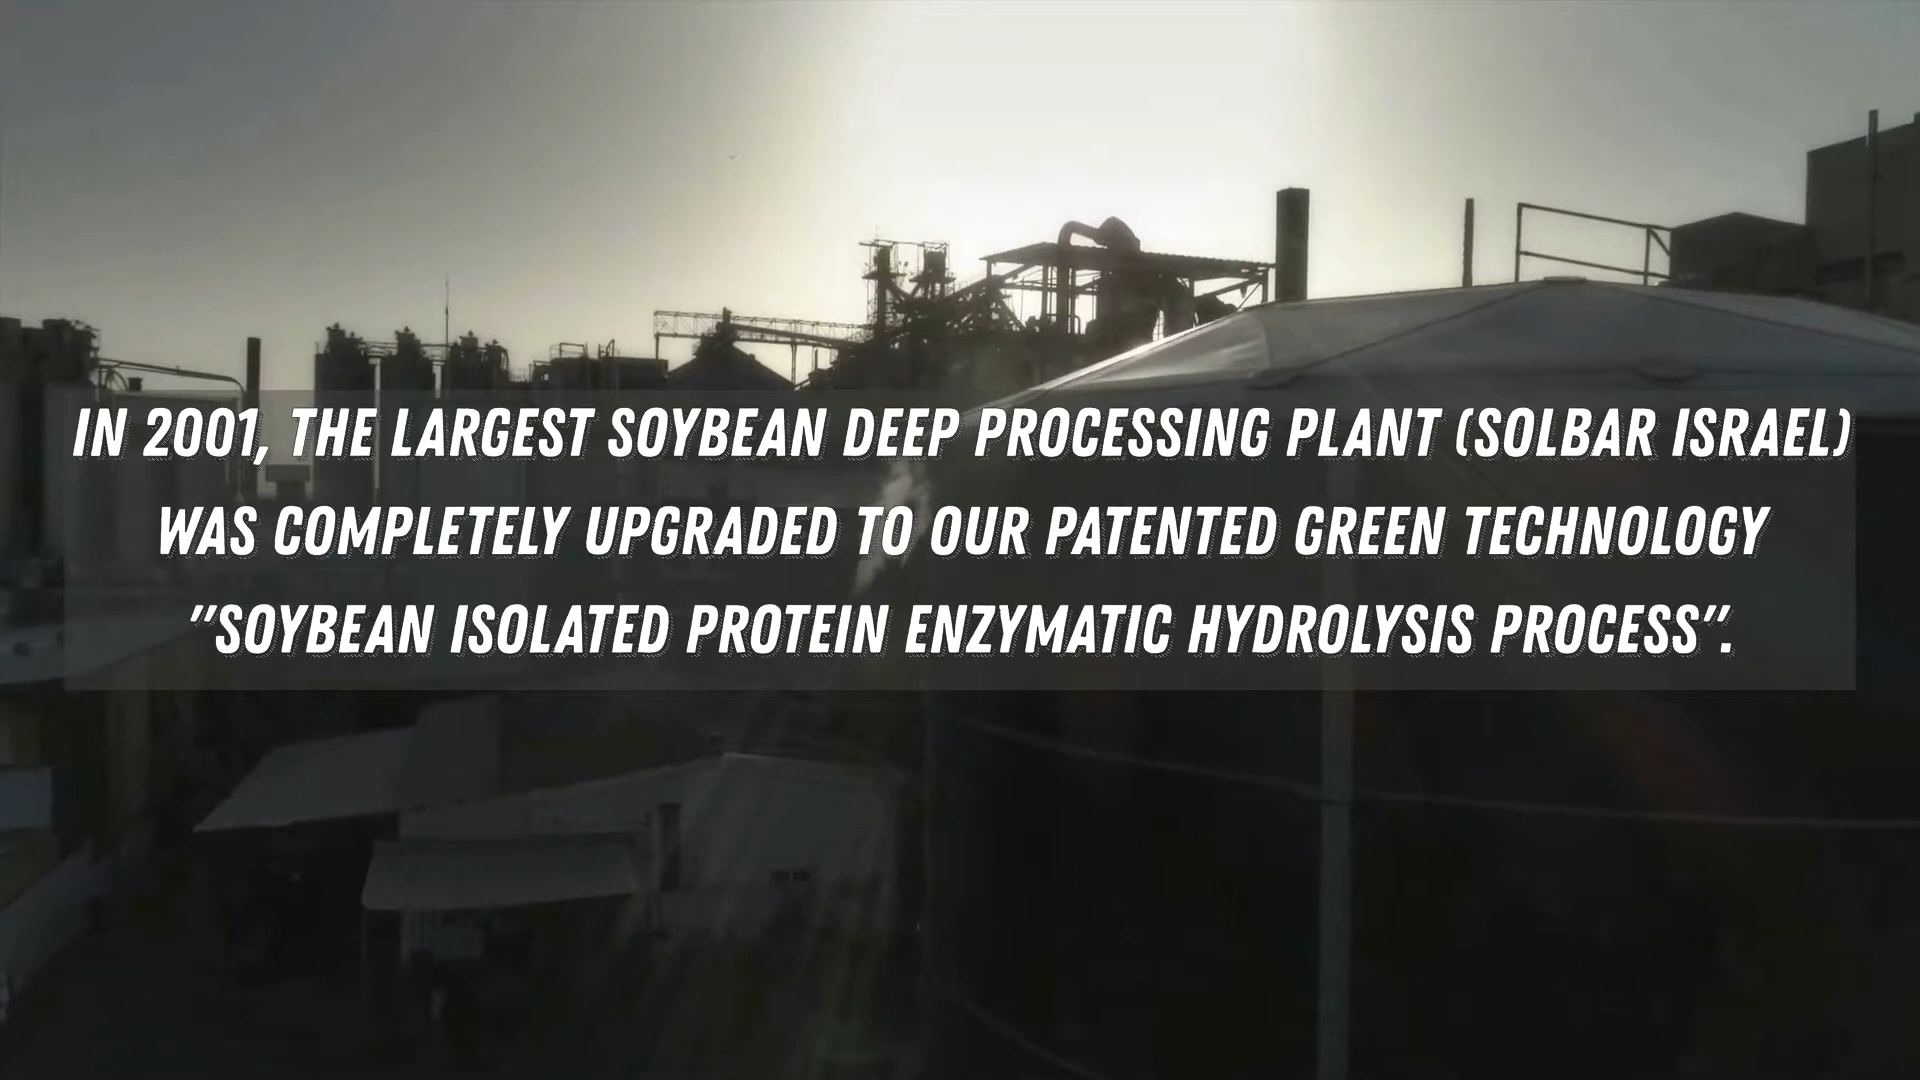 IN 2001, THE LARGEST SOYBEAN DEEP PROCESSING PLANT (SOLBAR ISRAEL)
WAS COMPLETELY UPGRADED TO OUR PATENTED GREEN TECHNOLOGY
"SOYBEAN ISOLATED PROTEIN ENZYMATIC HYDROLYSIS PROCESS".